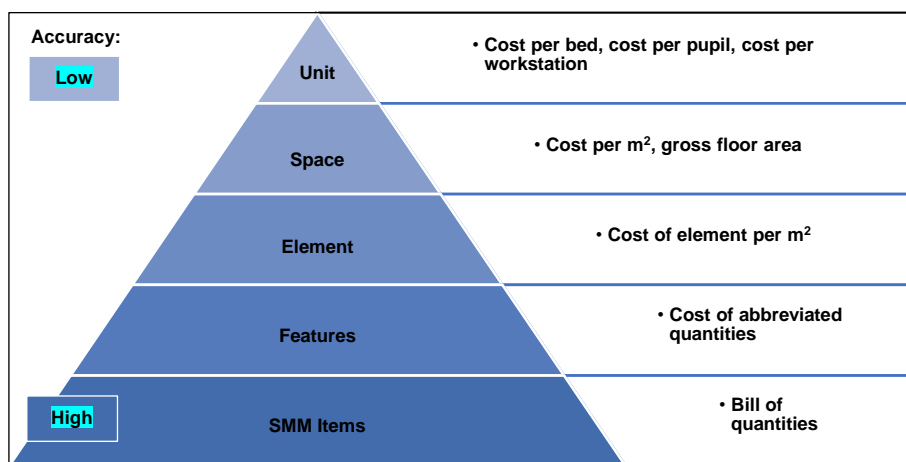 Accuracy:
Low
Unit
• Cost per bed, cost per pupil, cost per
workstation
Space
• Cost per m², gross floor area
Element
• Cost of element per m²
Features
• Cost of abbreviated
quantities
High
SMM Items
• Bill of
quantities